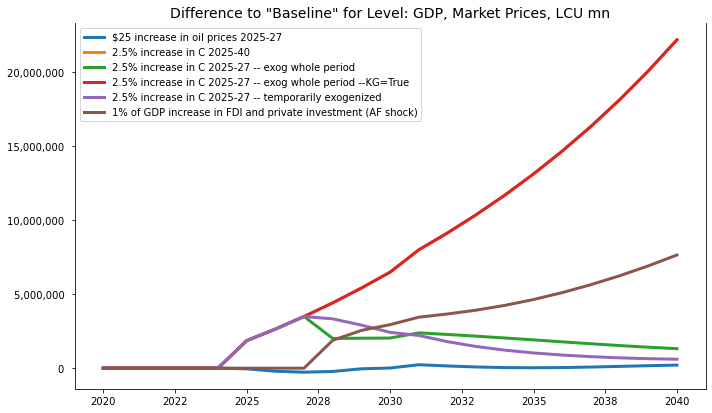 Difference to "Baseline" for Level: GDP, Market Prices, LCU mn
$25 increase in oil prices 2025-27
2.5% increase in C 2025-40
2.5% increase in C 2025-27 -- exog whole period
2.5% increase in C 2025-27 -- exog whole period --KG=True
2.5% increase in C 2025-27 -- temporarily exogenized
1% of GDP increase in FDI and private investment (AF shock)
20,000,000
15,000,000
10,000,000
5,000,000
0
2020 2022 2025 2028 2030 2032 2035 2038 2040